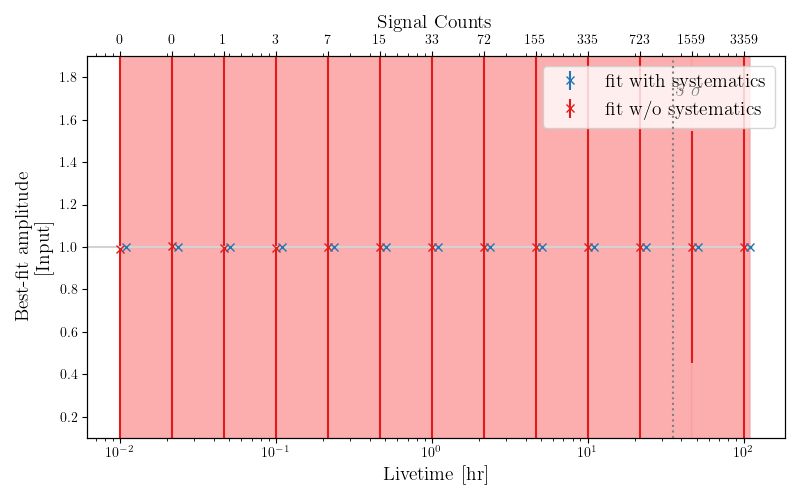 Signal Counts
0 0 1 3 7 15 33 72 155 335 723 1559 3359
fit with systematics
fit w/o systematics
5 σ
1.8
1.6
1.4
1.2
1.0
0.8
0.6
0.4
0.2
Best-fit amplitude
[Input]
10⁻² 10⁻¹ 10⁰ 10¹ 10²
Livetime [hr]